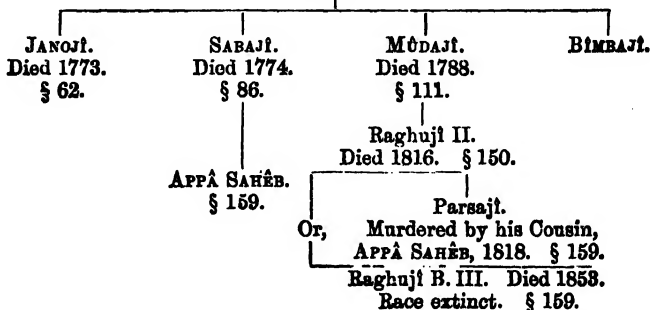 JANOJÎ. SABAJÎ. MÛDAJÎ. BÎMBAJÎ.
Died 1773. Died 1774. Died 1788.
§ 62. § 86. § 111.
Raghujî II.
Died 1816. § 150.
APPÂ SAHÊB.
§ 159.
Parsajî.
Or, Murdered by his Cousin,
APPÂ SAHÊB, 1818. § 159.
Raghujî B. III. Died 1853.
Race extinct. § 159.